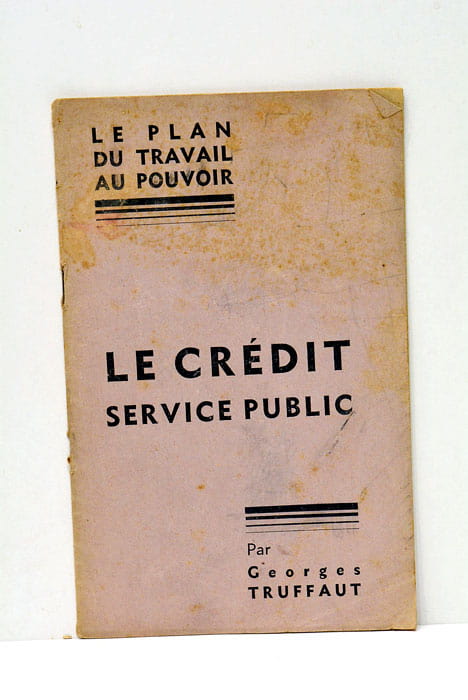 LE PLAN
DU TRAVAIL
AU POUVOIR
LE CRÉDIT
SERVICE PUBLIC
Par
Georges
TRUFFAUT